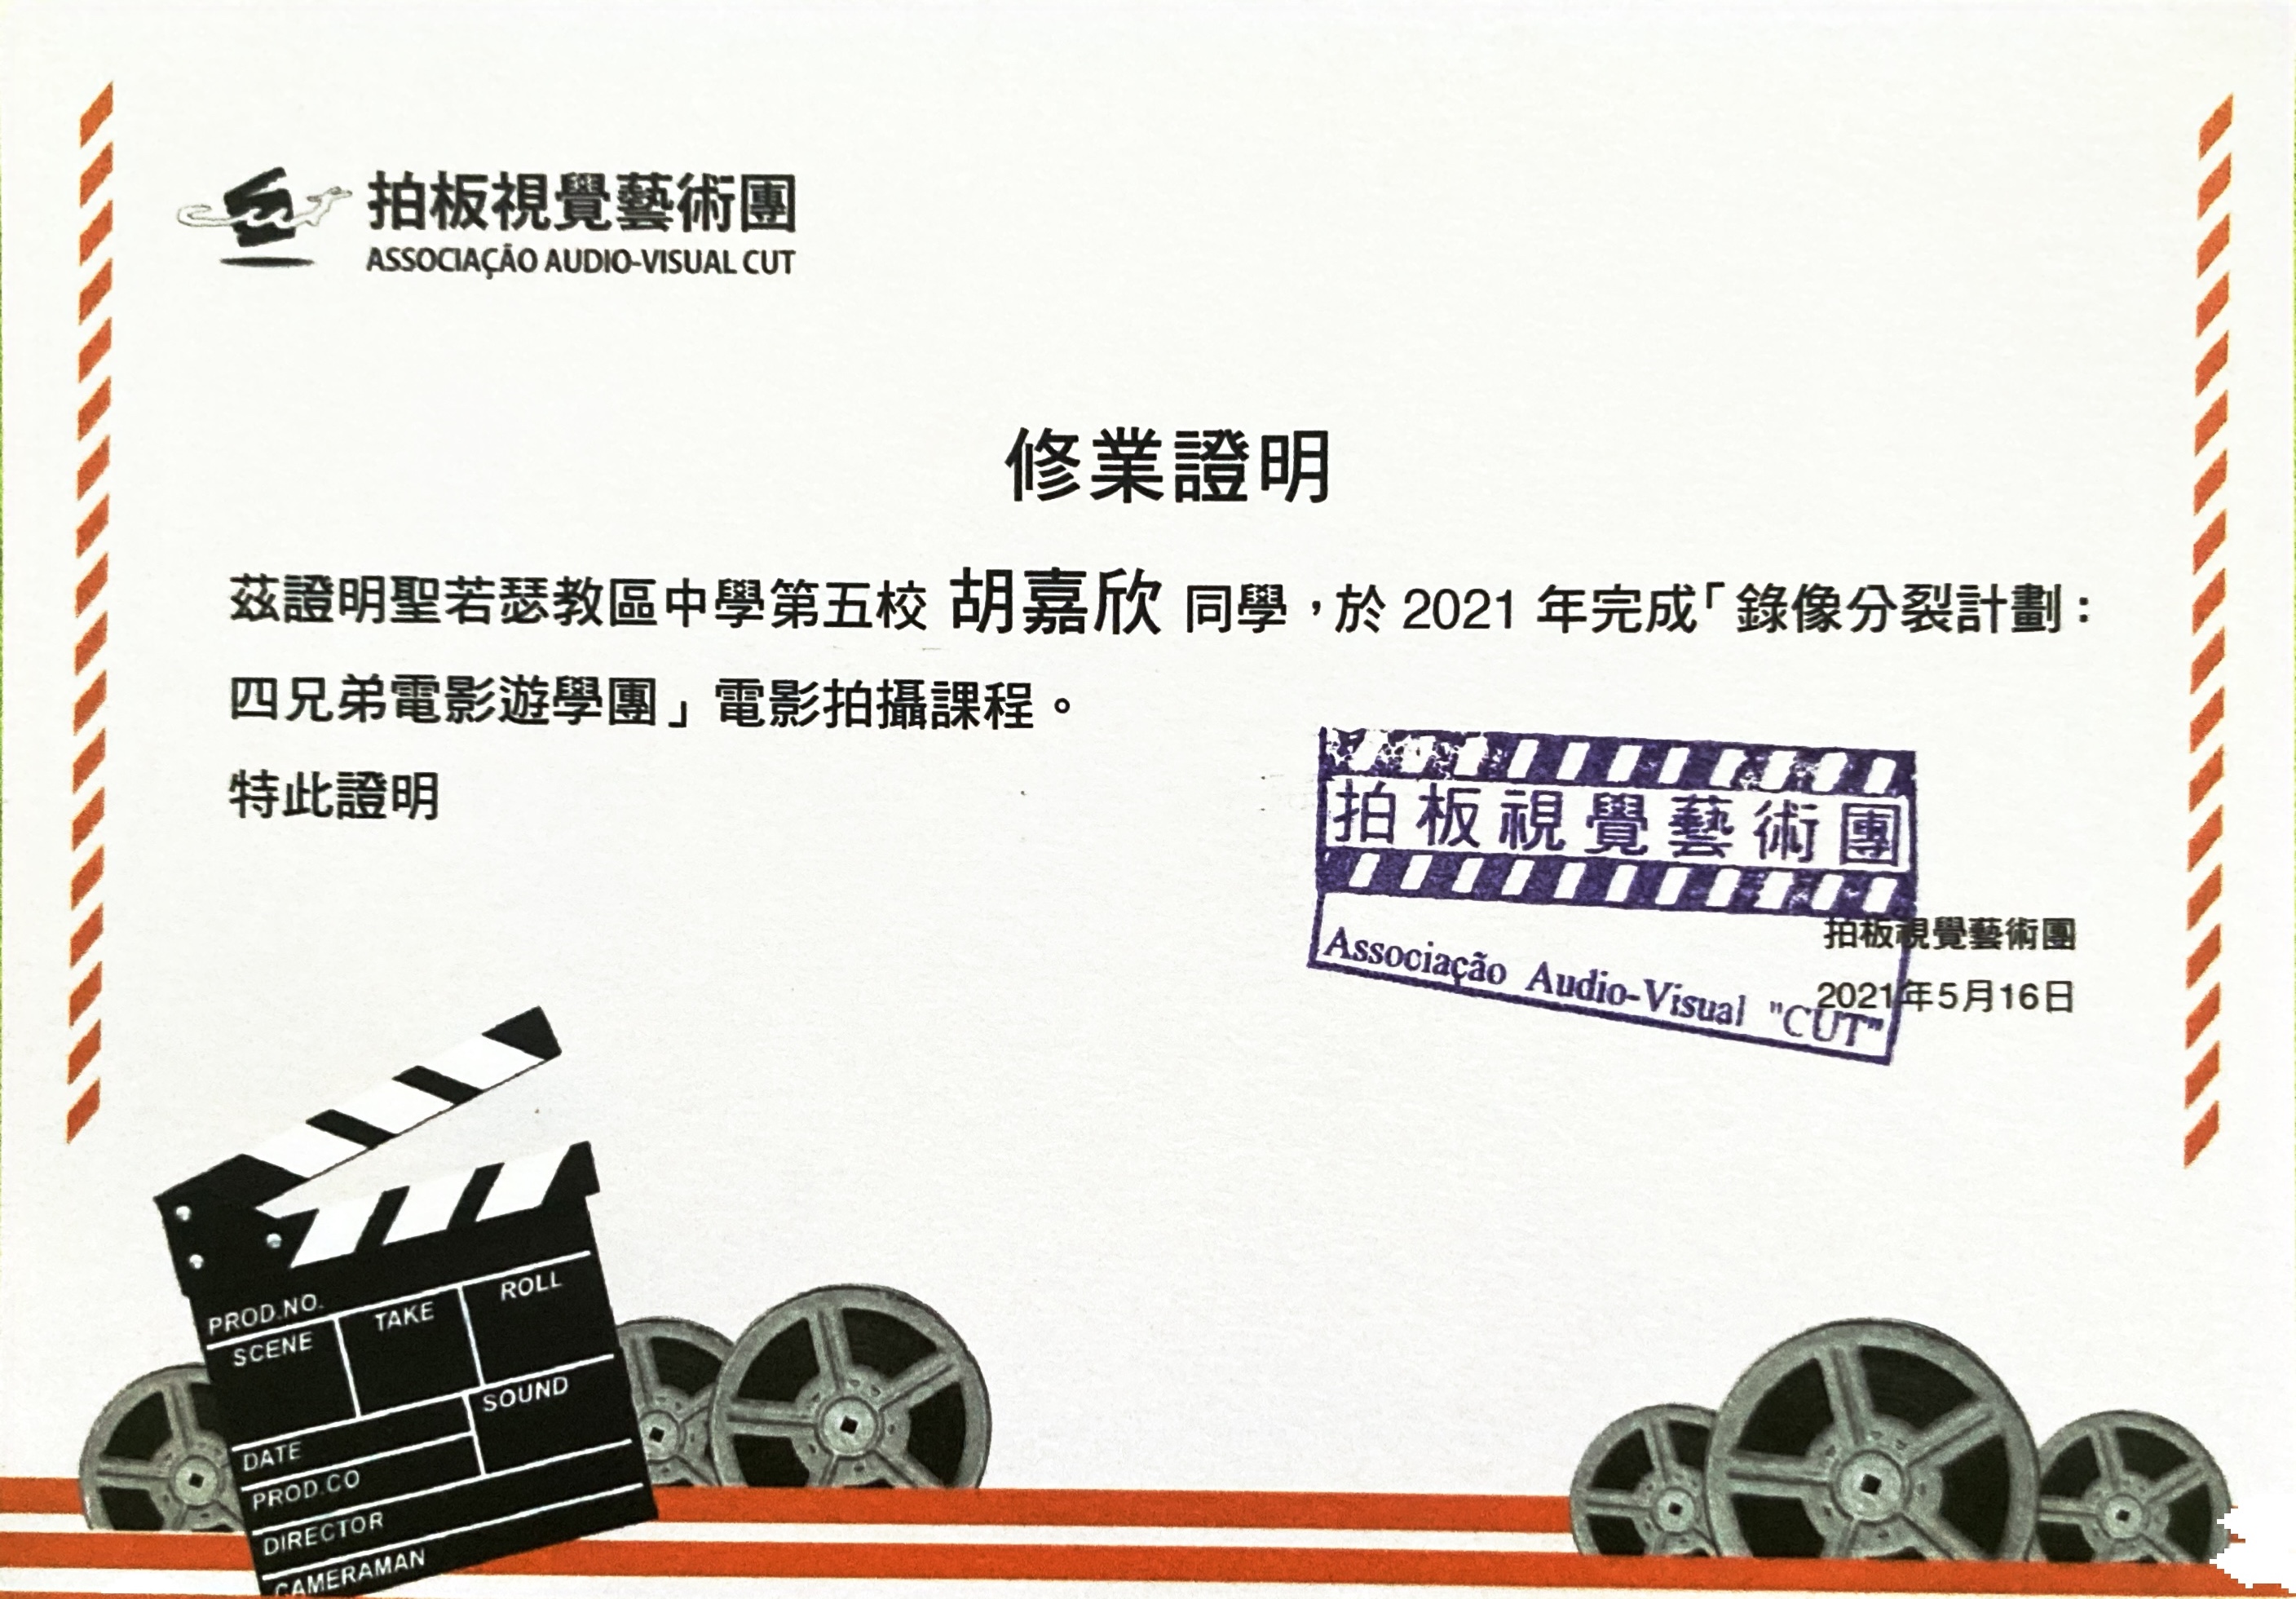 拍板視覺藝術團
ASSOCIAÇÃO AUDIO-VISUAL CUT
修業證明
茲證明聖若瑟教區中學第五校 胡嘉欣 同學，於 2021 年完成「錄像分裂計劃：
四兄弟電影遊學團」電影拍攝課程。
特此證明
拍板視覺藝術團
Associação Audio-Visual "CUT"
拍板視覺藝術團
2021年5月16日
PROD.NO.
SCENE
TAKE
ROLL
SOUND
DATE
PROD.CO
DIRECTOR
CAMERAMAN